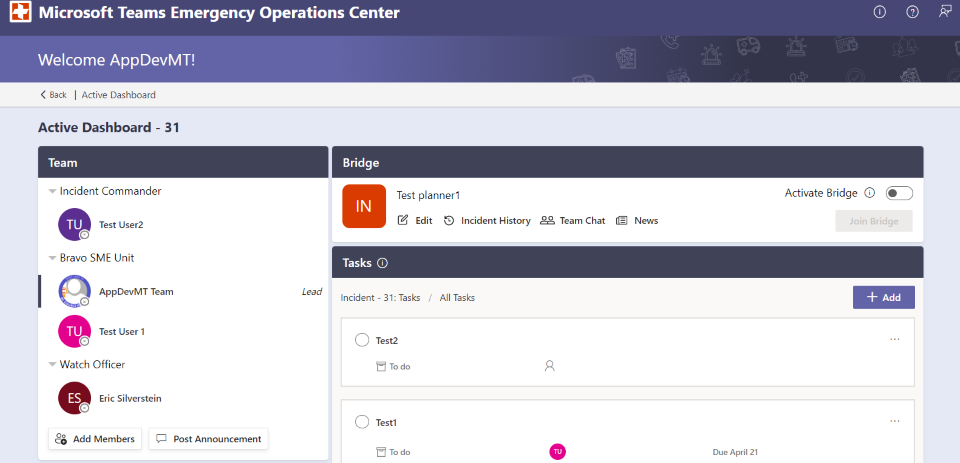 Microsoft Teams Emergency Operations Center
Welcome AppDevMT!
Back | Active Dashboard
Active Dashboard - 31
Team
Incident Commander
TU Test User2
Bravo SME Unit
AppDevMT Team Lead
TU Test User 1
Watch Officer
ES Eric Silverstein
Add Members Post Announcement
Bridge
IN Test planner1
Activate Bridge
Edit Incident History Team Chat News
Join Bridge
Tasks
Incident - 31: Tasks / All Tasks
+ Add
Test2 ...
To do
Test1 ...
To do TU Due April 21